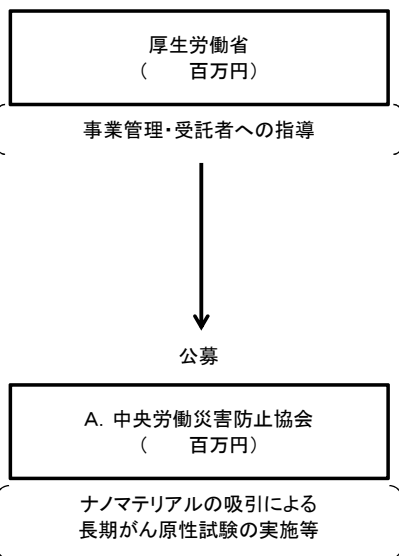 厚生労働省
(　　百万円)
事業管理・受託者への指導
公募
A. 中央労働災害防止協会
(　　百万円)
ナノマテリアルの吸引による
長期がん原性試験の実施等